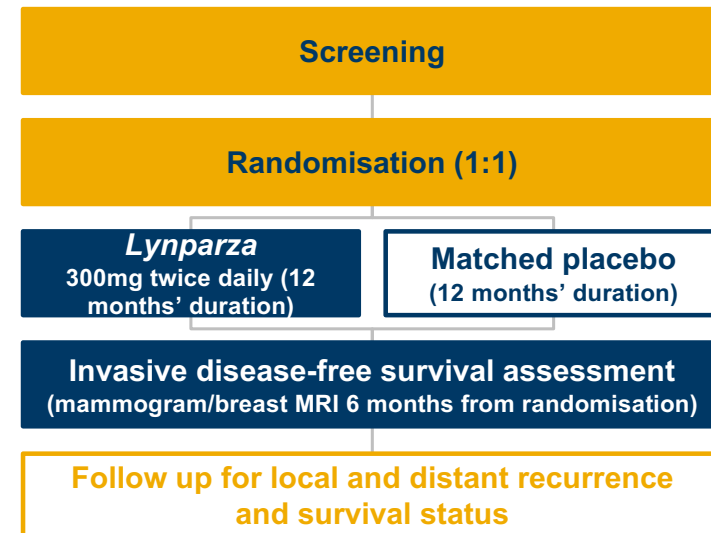 Screening
Randomisation (1:1)
Lynparza
300mg twice daily (12
months’ duration)
Matched placebo
(12 months’ duration)
Invasive disease-free survival assessment
(mammogram/breast MRI 6 months from randomisation)
Follow up for local and distant recurrence
and survival status